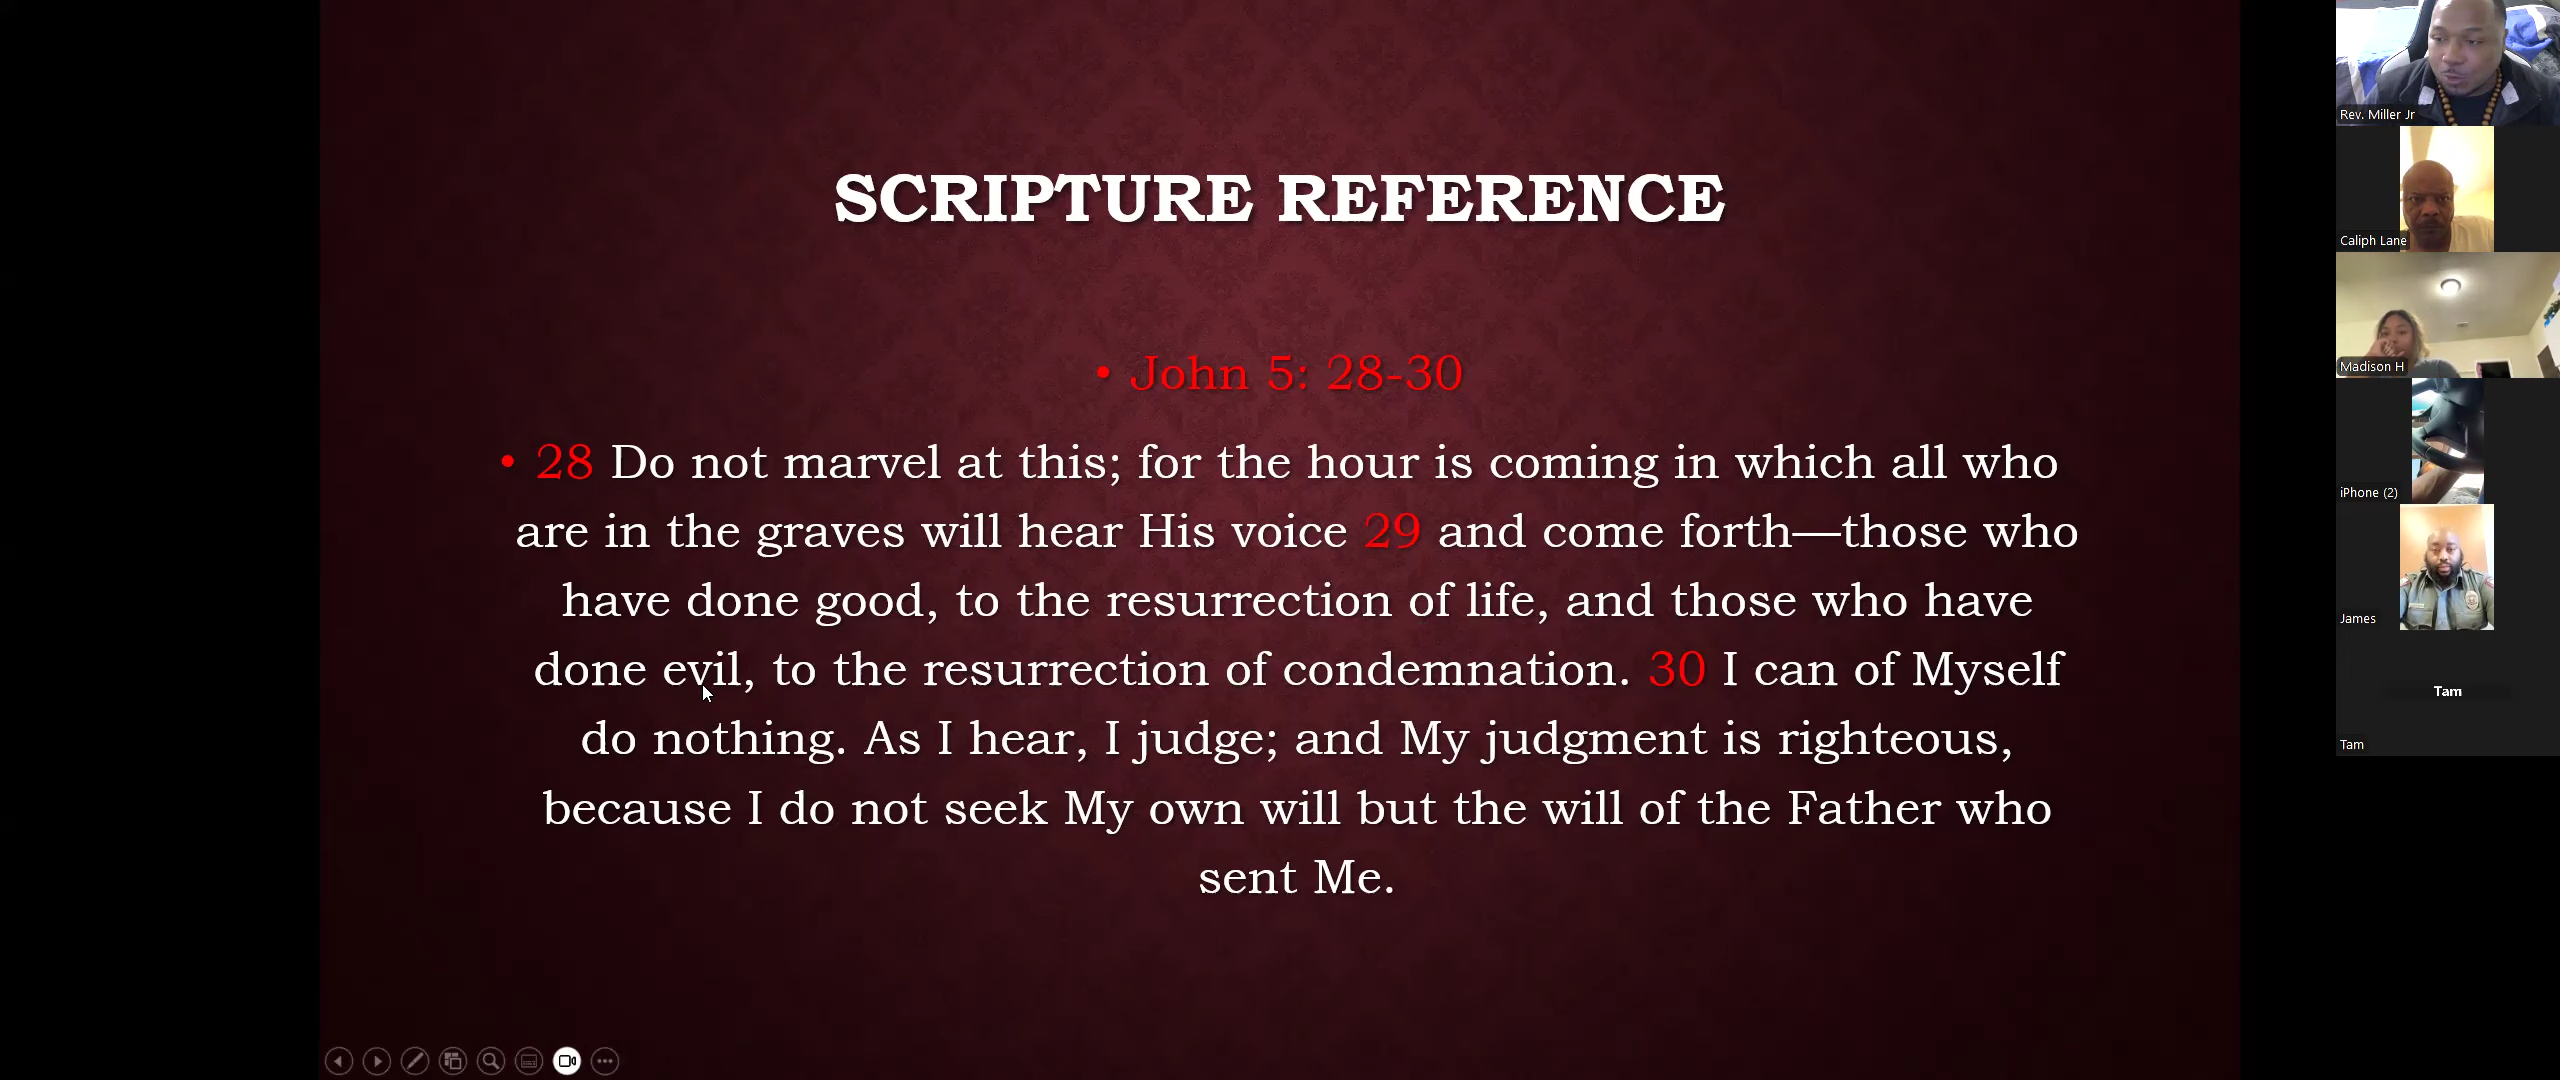 SCRIPTURE REFERENCE
• John 5: 28-30
• 28 Do not marvel at this; for the hour is coming in which all who
are in the graves will hear His voice 29 and come forth—those who
have done good, to the resurrection of life, and those who have
done evil, to the resurrection of condemnation. 30 I can of Myself
do nothing. As I hear, I judge; and My judgment is righteous,
because I do not seek My own will but the will of the Father who
sent Me.
Rev. Miller Jr
Caliph Lane
Madison H
iPhone (2)
James
Tam
Tam